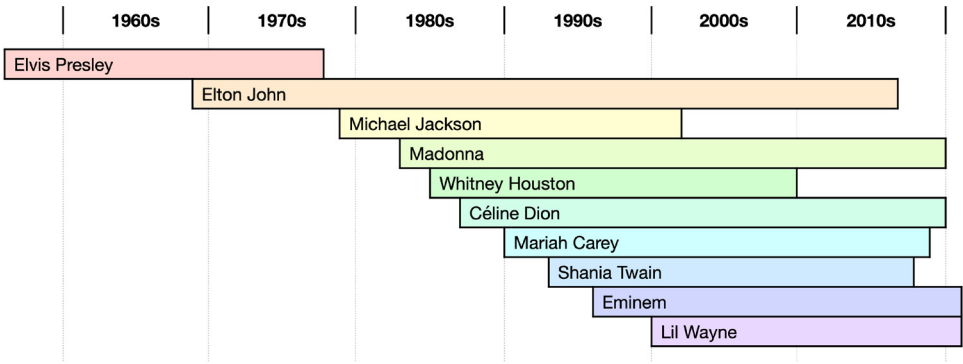 1960s 1970s 1980s 1990s 2000s 2010s
Elvis Presley
Elton John
Michael Jackson
Madonna
Whitney Houston
Céline Dion
Mariah Carey
Shania Twain
Eminem
Lil Wayne